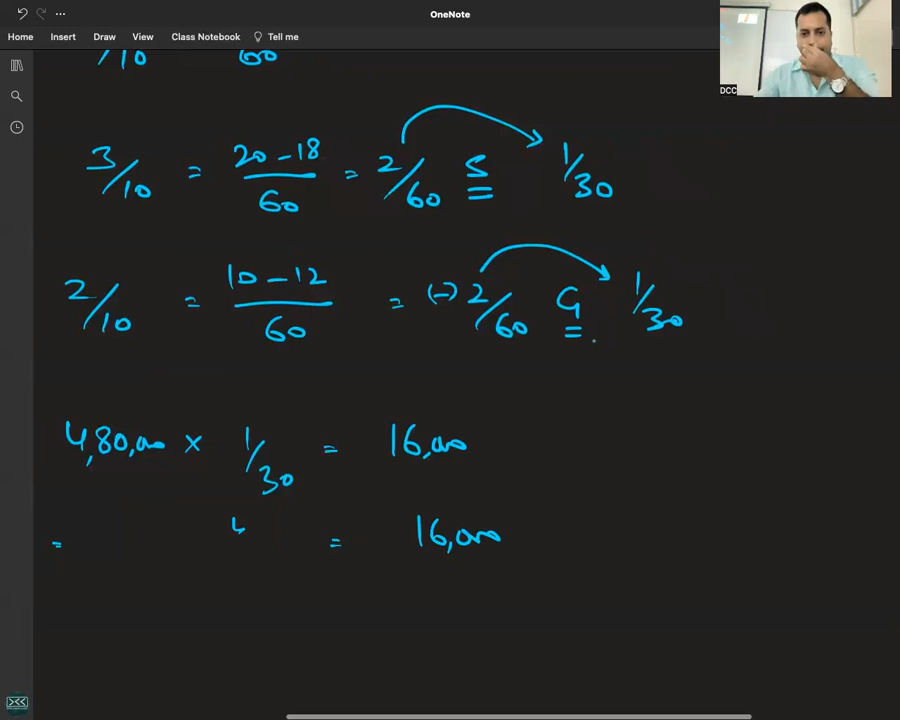 OneNote
Home Insert Draw View Class Notebook Tell me
DCC
/10 60
3/10 = 20-18/60 = 2/60 S 1/30
2/10 = 10-12/60 = (-) 2/60 G 1/30
4,80,000 × 1/30 = 16,000
= " = 16,000